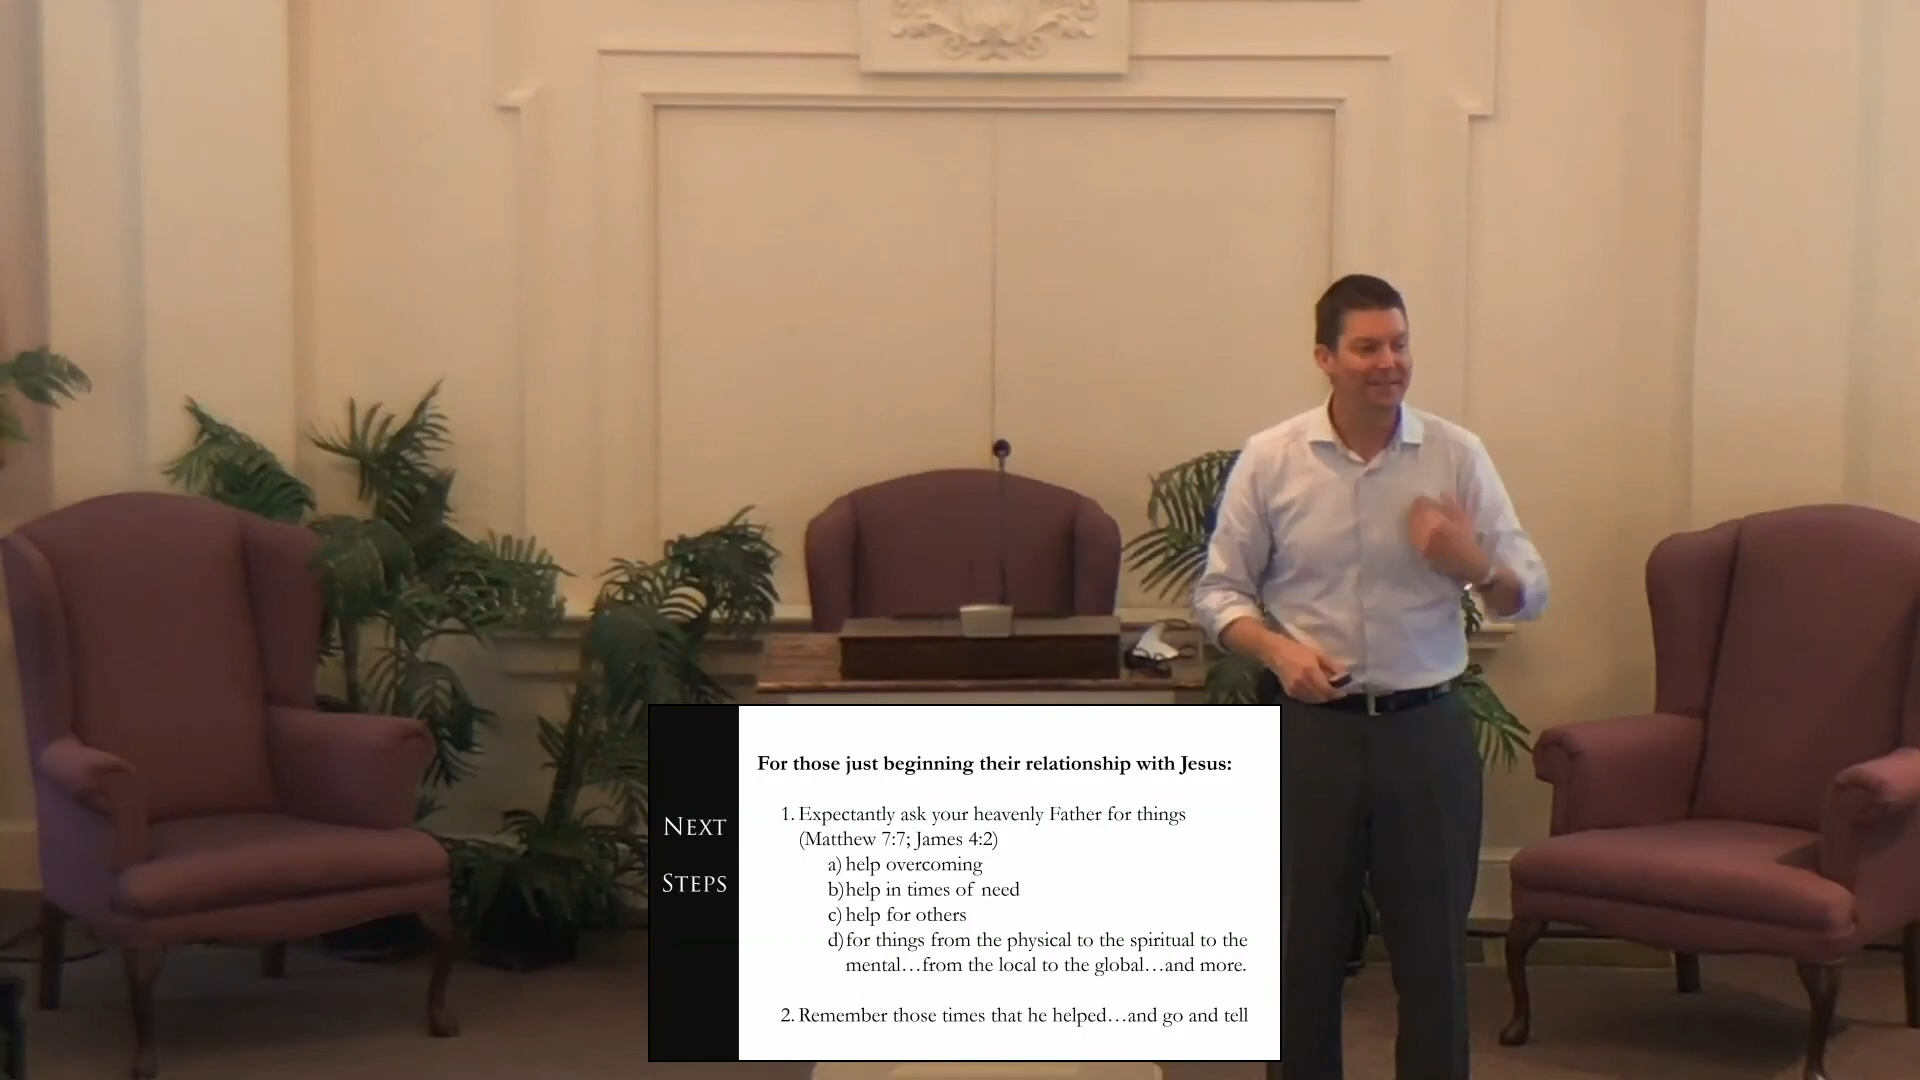 NEXT
STEPS
For those just beginning their relationship with Jesus:
1. Expectantly ask your heavenly Father for things
(Matthew 7:7; James 4:2)
a) help overcoming
b) help in times of need
c) help for others
d) for things from the physical to the spiritual to the
mental…from the local to the global…and more.
2. Remember those times that he helped…and go and tell